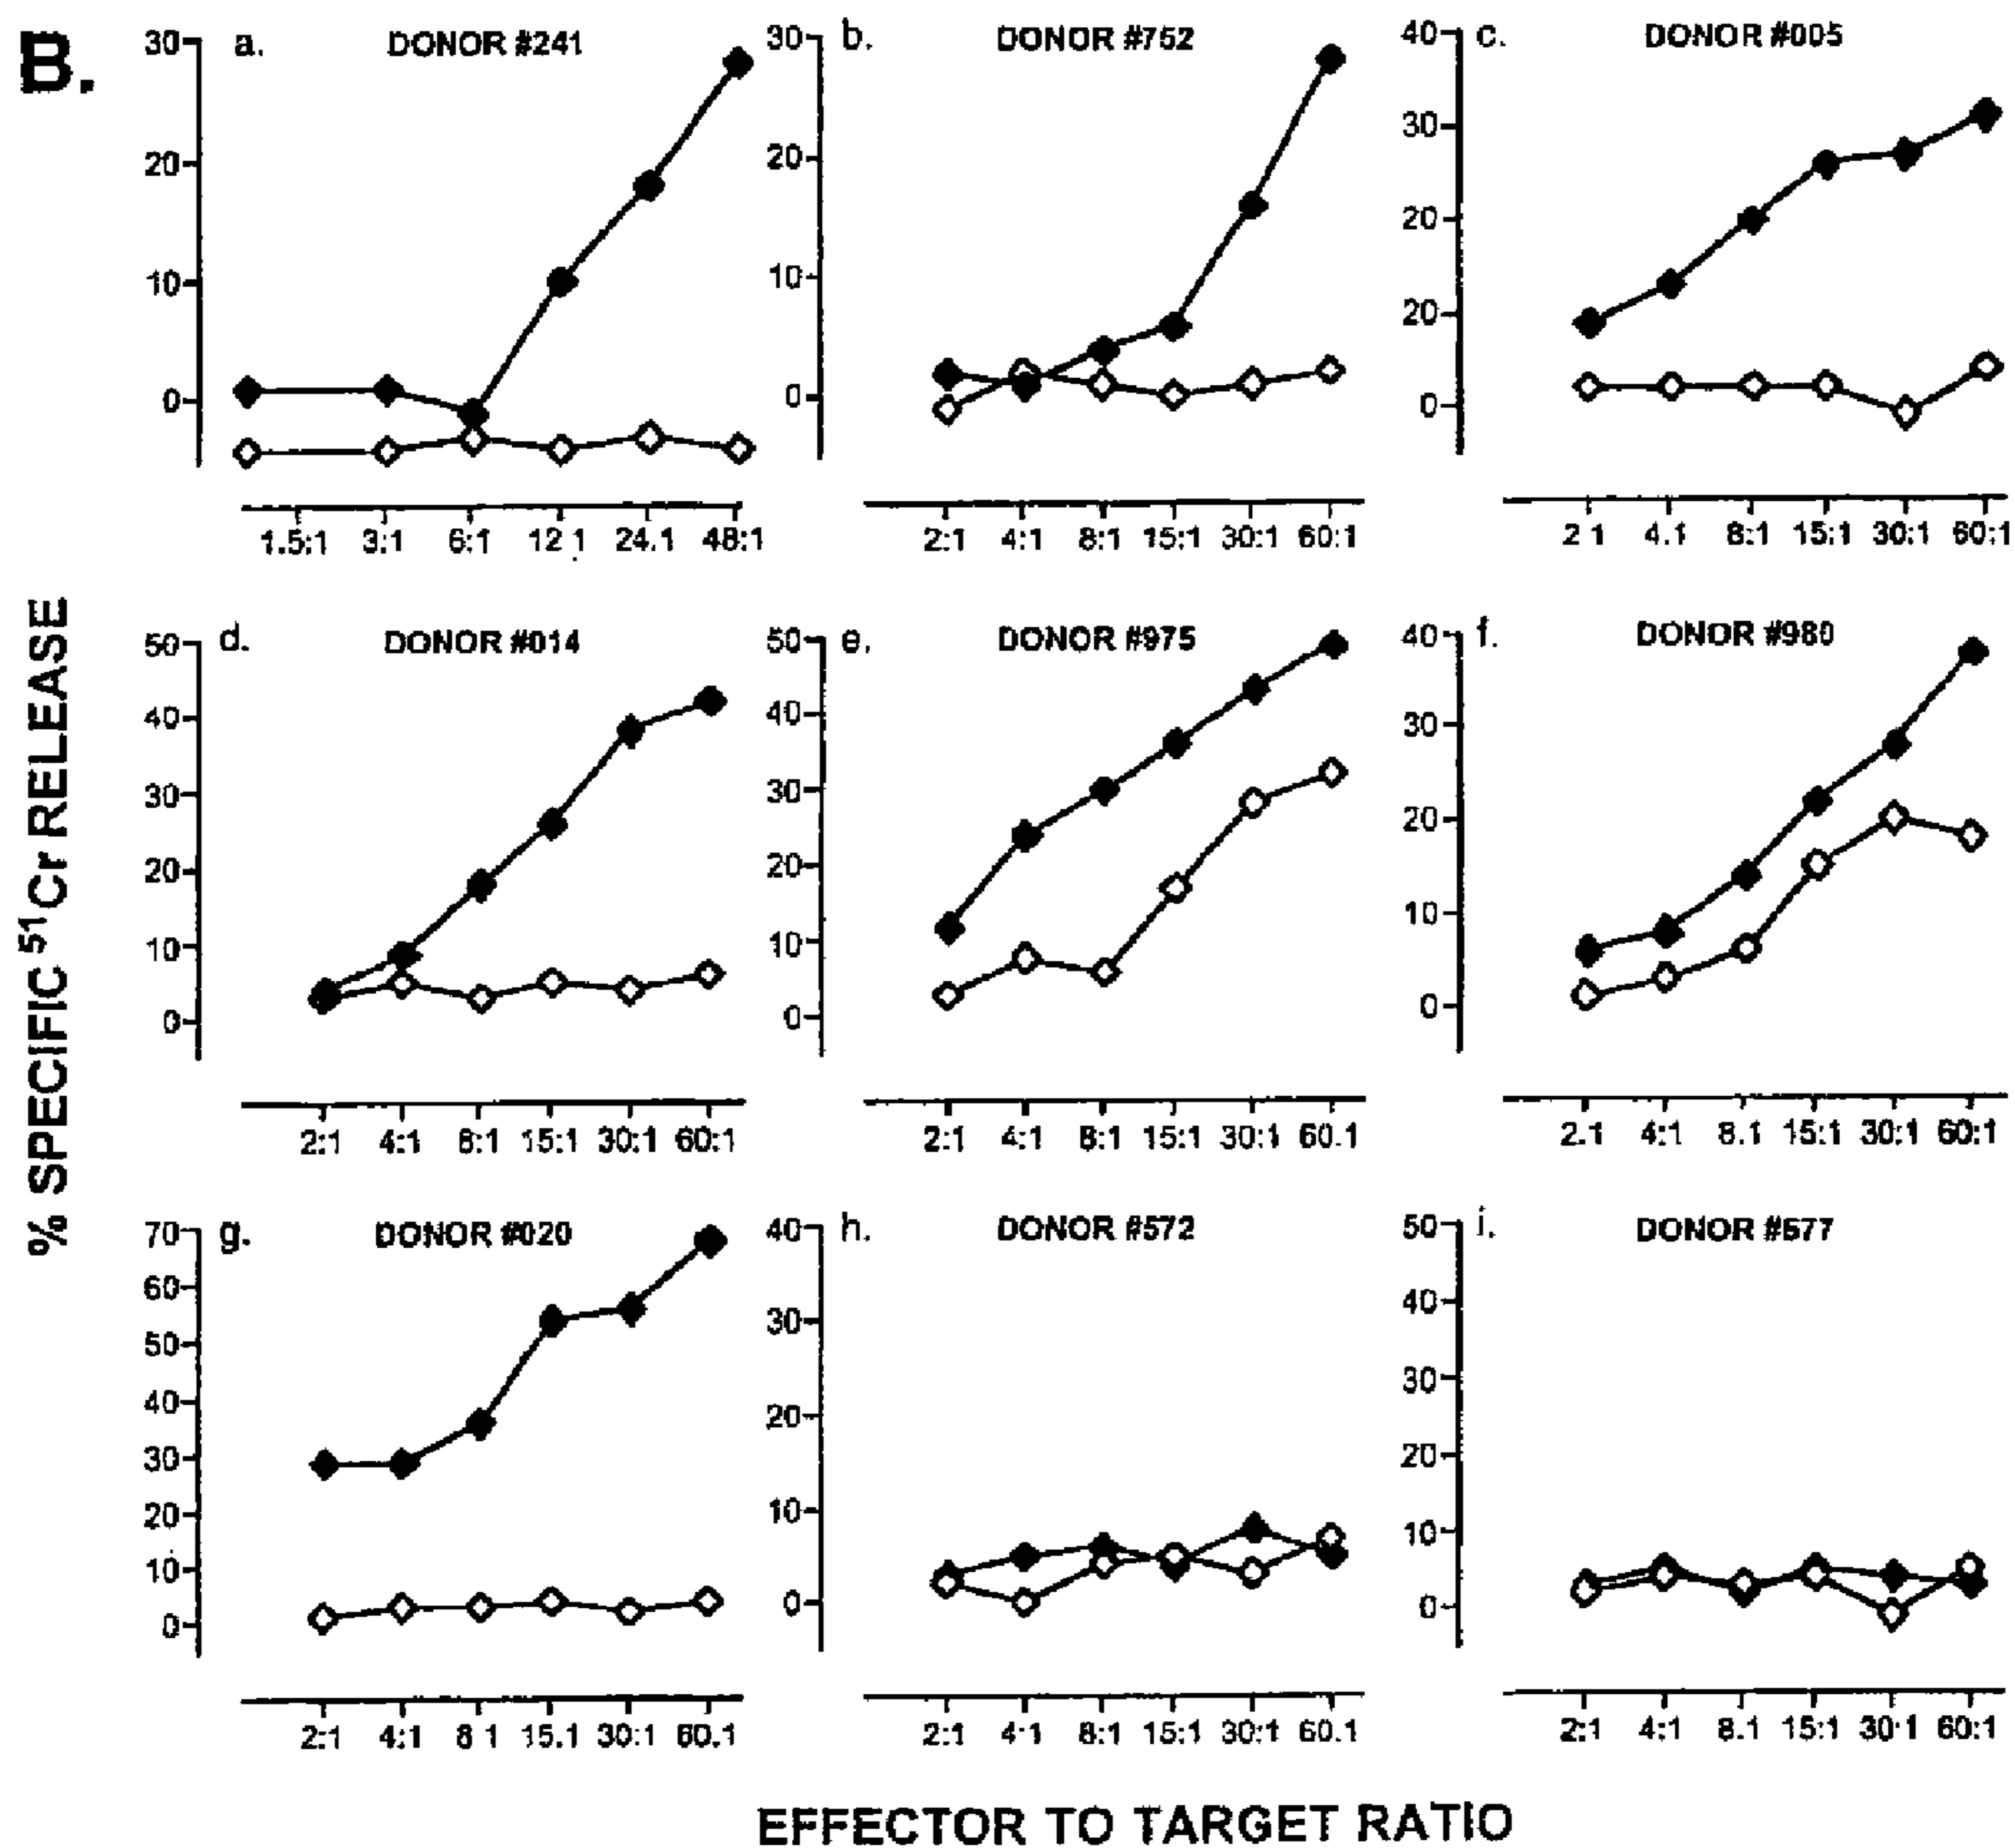 B.
a. DONOR #241
30
20
10
0
1.5:1 3:1 6:1 12 1 24.1 48:1
b. DONOR #752
30
20
10
0
2:1 4:1 8:1 15:1 30:1 60:1
c. DONOR #005
40
30
20
20
0
2 1 4.1 8:1 15:1 30:1 60:1
% SPECIFIC 51Cr RELEASE
d. DONOR #014
50
40
30
20
10
0
2:1 4:1 8:1 15:1 30:1 60:1
e. DONOR #975
50
40
30
20
10
0
2:1 4:1 8:1 15:1 30:1 60.1
f. DONOR #980
40
30
20
10
0
2.1 4:1 8.1 15:1 30:1 60:1
g. DONOR #020
70
60
50
40
30
20
10
0
2:1 4:1 8 1 15.1 30:1 60.1
h. DONOR #572
40
30
20
10
0
2:1 4:1 8:1 15:1 30:1 60.1
i. DONOR #577
50
40
30
20
10
0
2:1 4:1 8.1 15:1 30:1 60:1
EFFECTOR TO TARGET RATIO